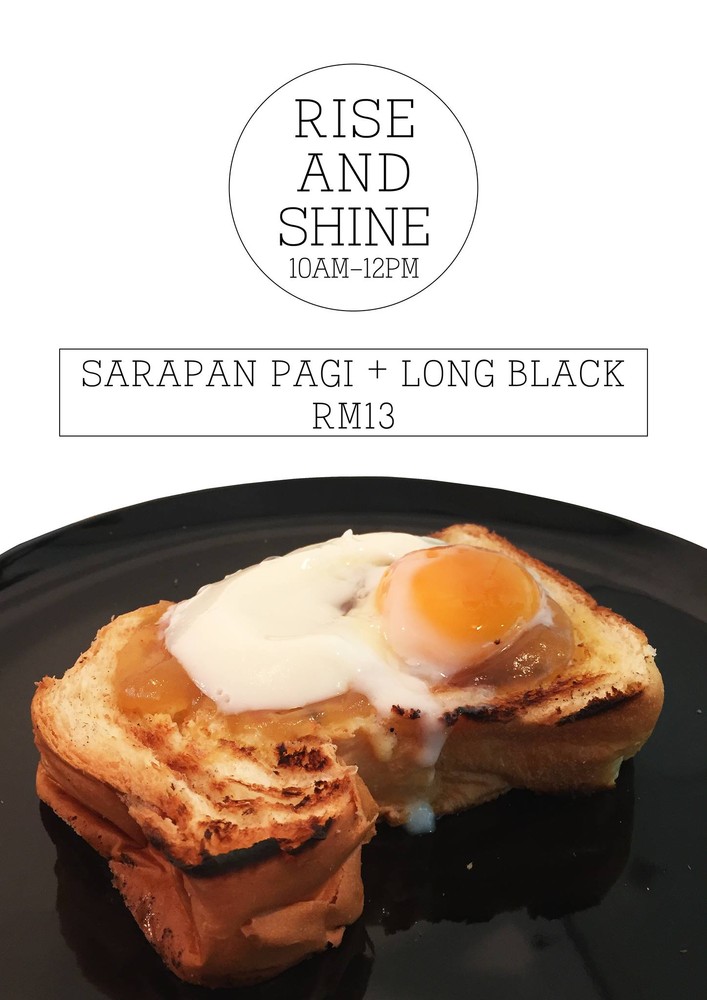 RISE
AND
SHINE
10AM-12PM
SARAPAN PAGI + LONG BLACK
RM13